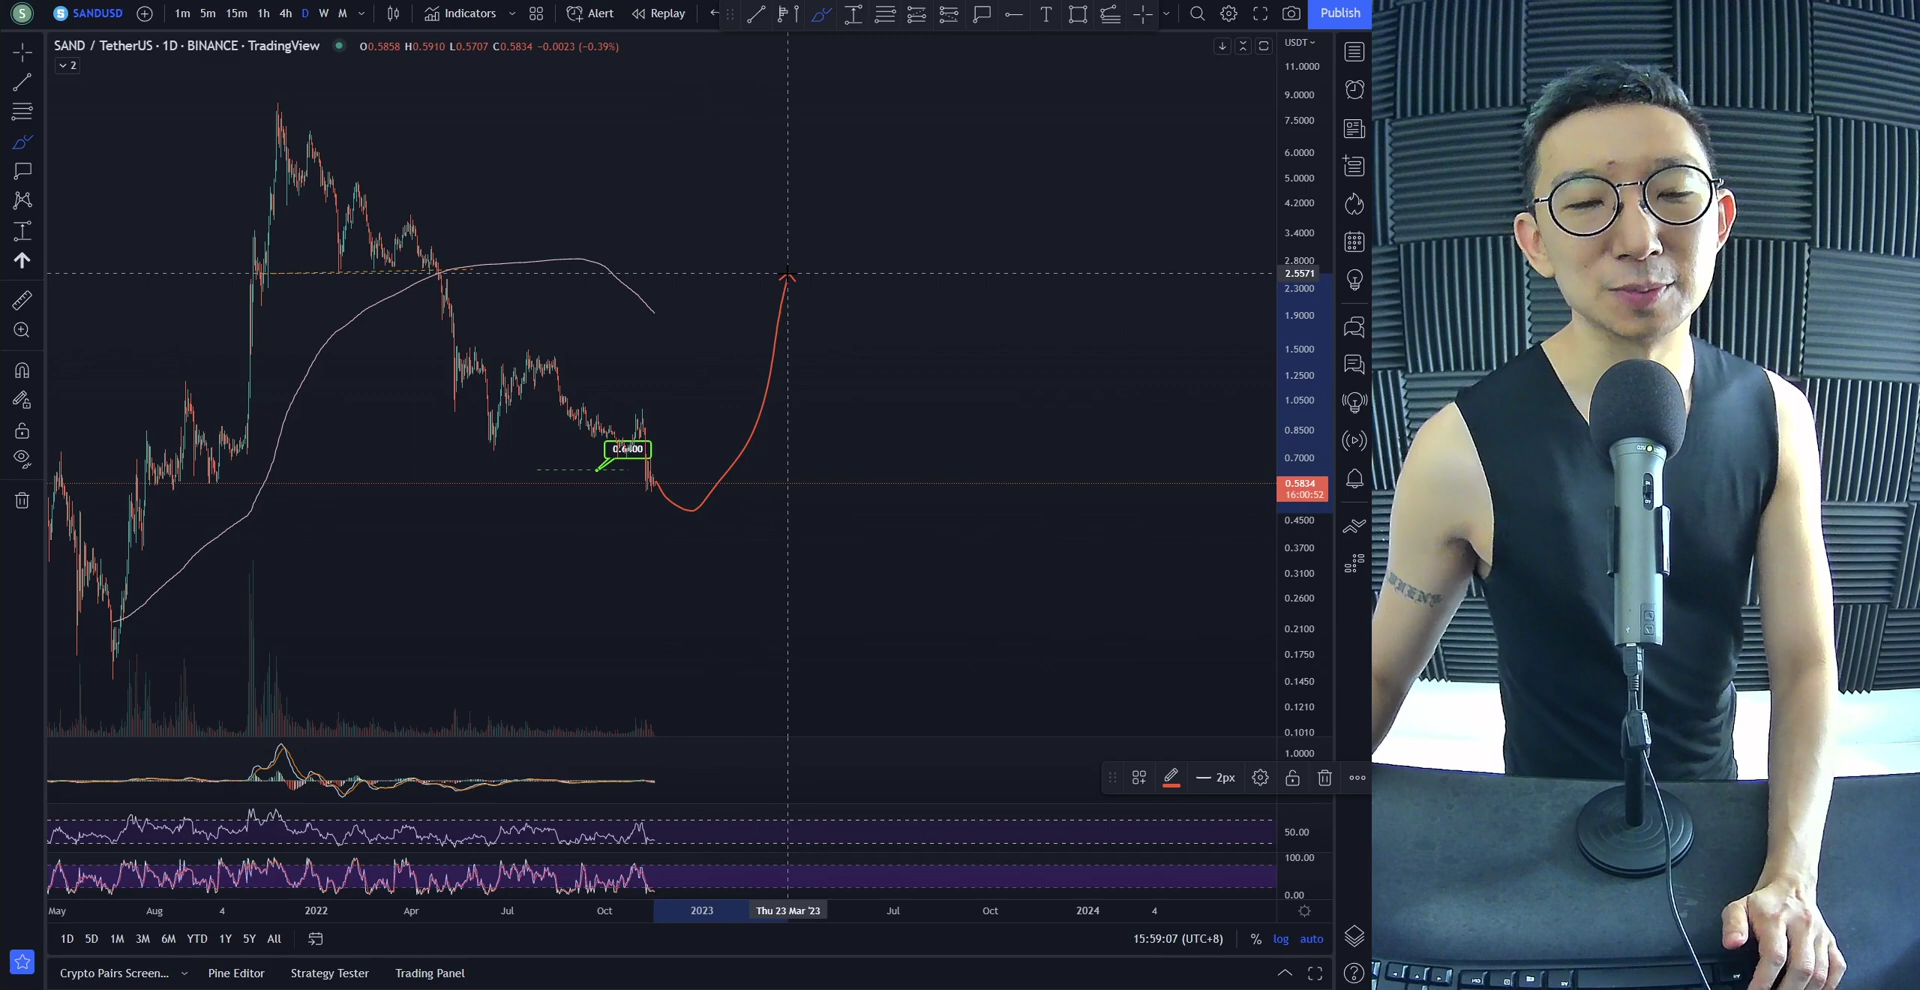 S
S SANDUSD
1m 5m 15m 1h 4h D W M
Indicators
Alert
Replay
T
Publish
SAND / TetherUS · 1D · BINANCE · TradingView
O0.5858 H0.5910 L0.5707 C0.5834 −0.0023 (−0.39%)
2
USDT
11.0000
9.0000
7.5000
6.0000
5.0000
4.2000
3.4000
2.8000
2.5571
2.3000
1.9000
1.5000
1.2500
1.0500
0.8500
0.6400
0.7000
0.5834
16:00:52
0.4500
0.3700
0.3100
0.2600
0.2100
0.1750
0.1450
0.1210
0.1010
1.0000
2px
50.00
100.00
0.00
May Aug 4 2022 Apr Jul Oct 2023 Thu 23 Mar '23 Jul Oct 2024 4
1D 5D 1M 3M 6M YTD 1Y 5Y All
15:59:07 (UTC+8)
% log auto
Crypto Pairs Screen...
Pine Editor
Strategy Tester
Trading Panel